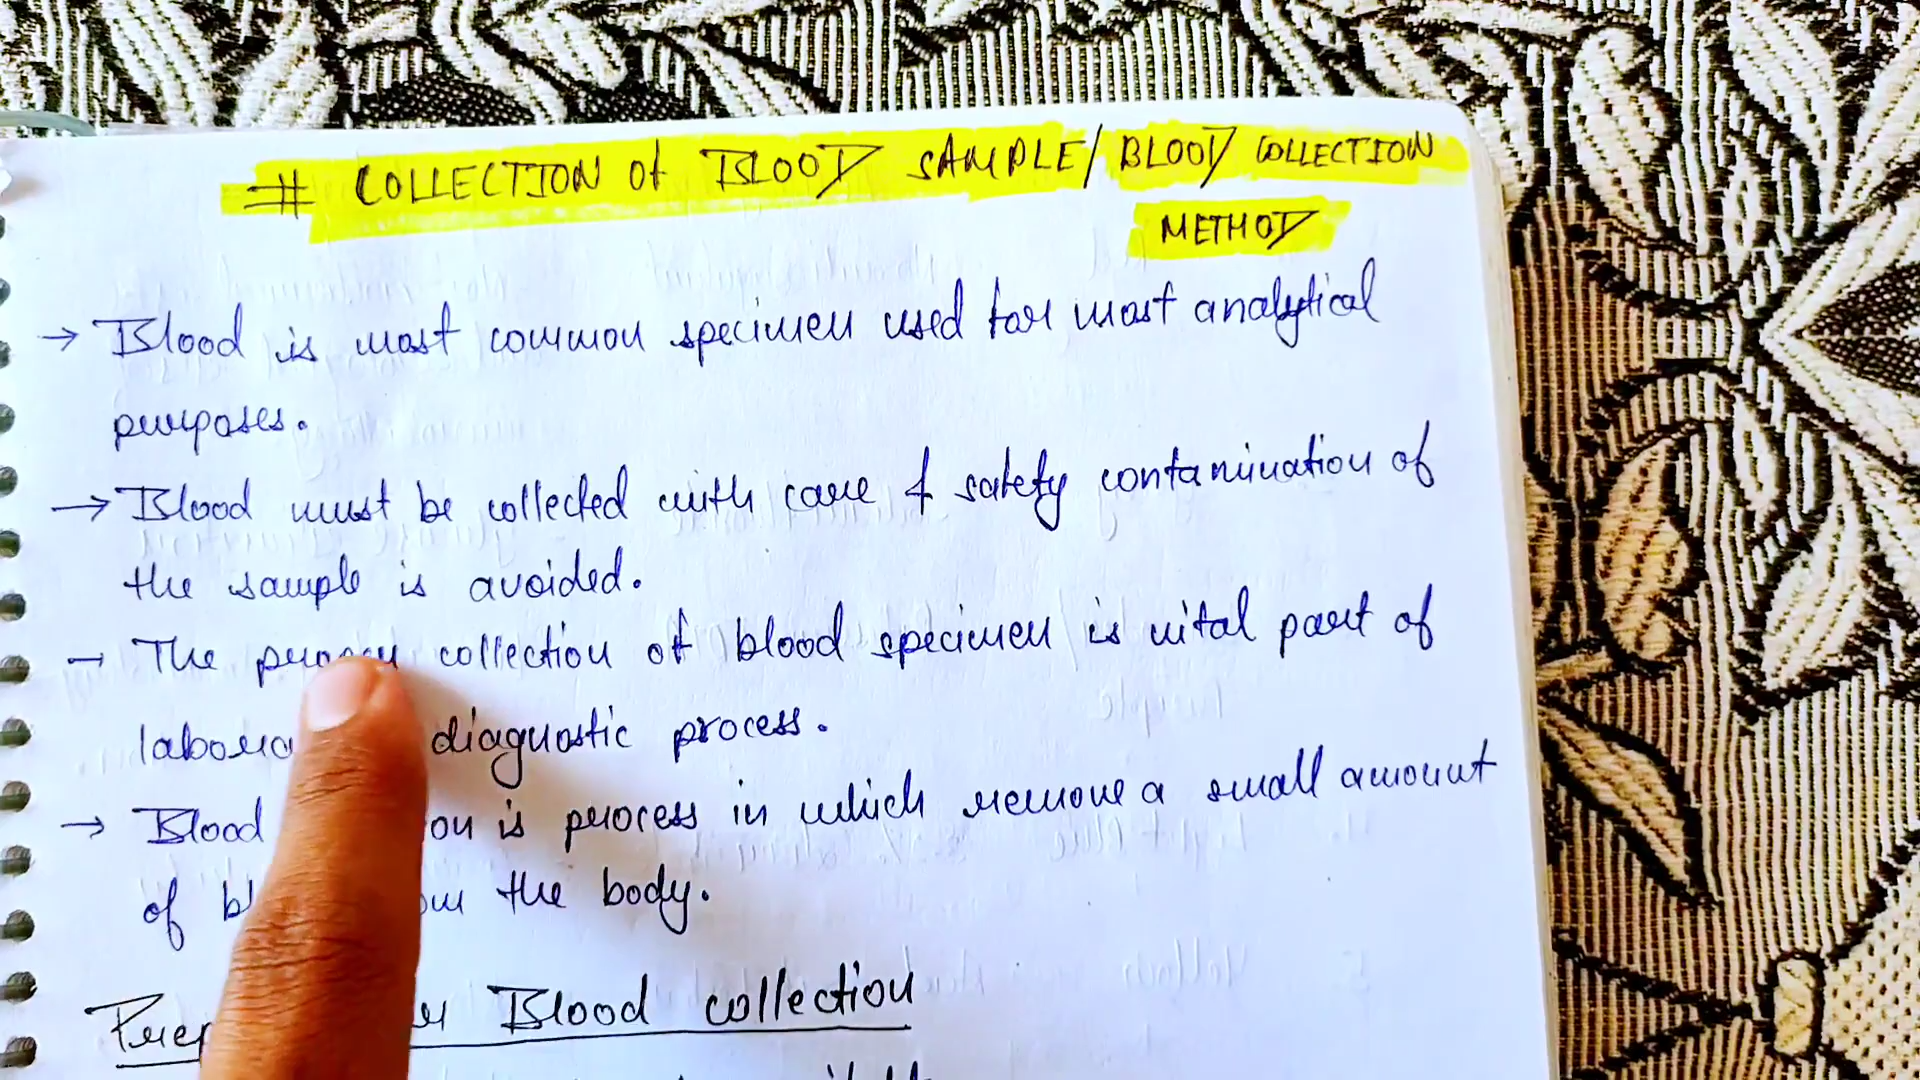 # COLLECTION Of BLOOD SAMPLE/BLOOD COLLECTION
METHOD
→ Blood is most common specimen used for most analytical
purposes.
→ Blood must be collected with care & safety contamination of
the sample is avoided.
→ The proper collection of blood specimen is vital part of
diagnostic process.
→ Blood is process in which remove a small amount
of the body.
Blood collection